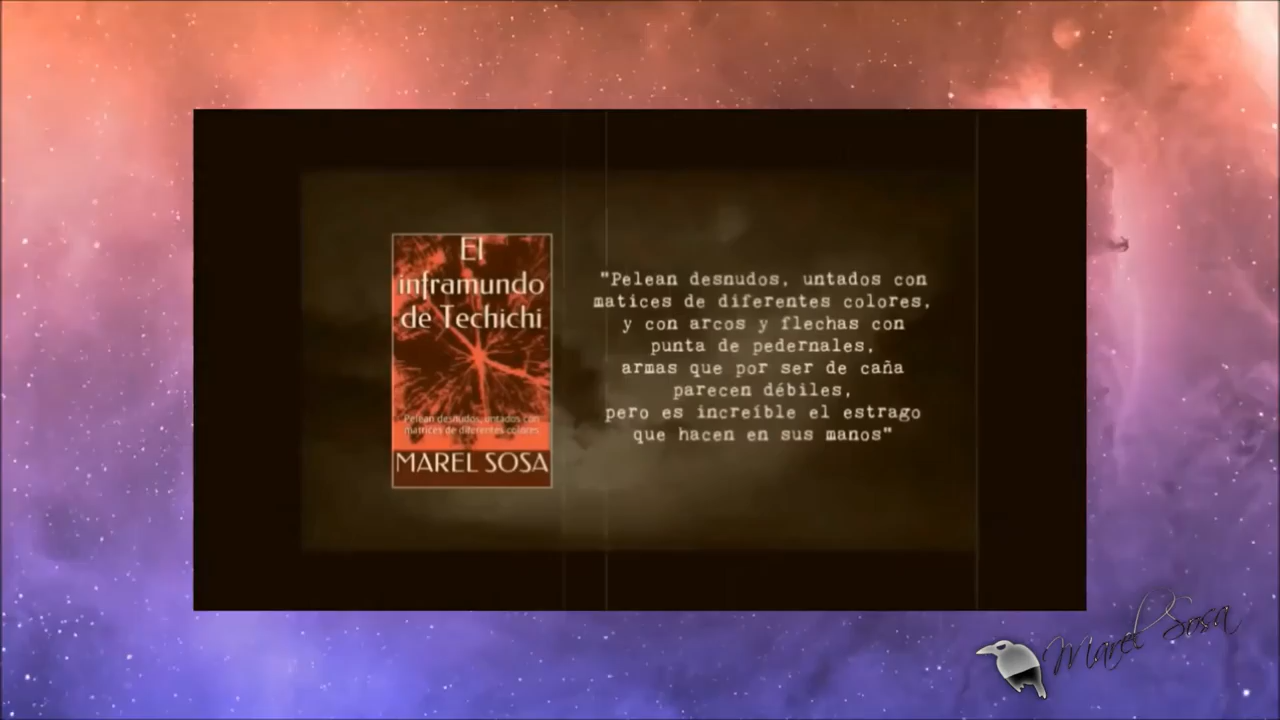 El
inframundo
de Techichi
Pelean desnudos, untados con
matrices de diferentes colores
MAREL SOSA
"Pelean desnudos, untados con
matices de diferentes colores,
y con arcos y flechas con
punta de pedernales,
armas que por ser de caña
parecen débiles,
pero es increíble el estrago
que hacen en sus manos"
Marel Sosa